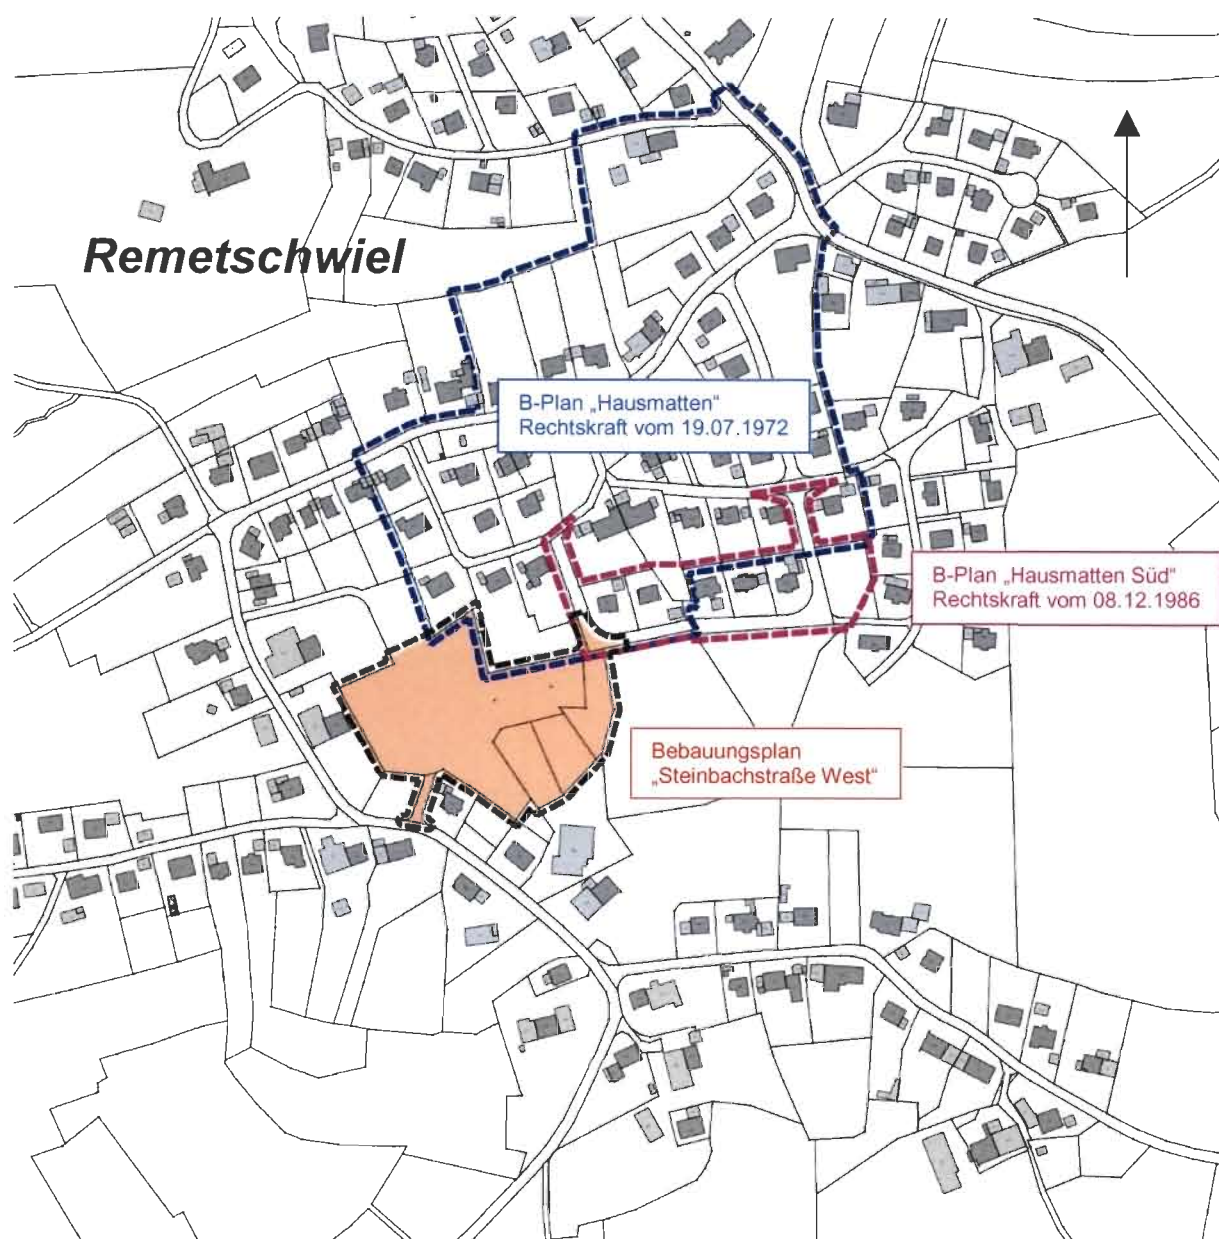 Remetschwiel
B-Plan „Hausmatten“
Rechtskraft vom 19.07.1972
B-Plan „Hausmatten Süd“
Rechtskraft vom 08.12.1986
Bebauungsplan
„Steinbachstraße West“